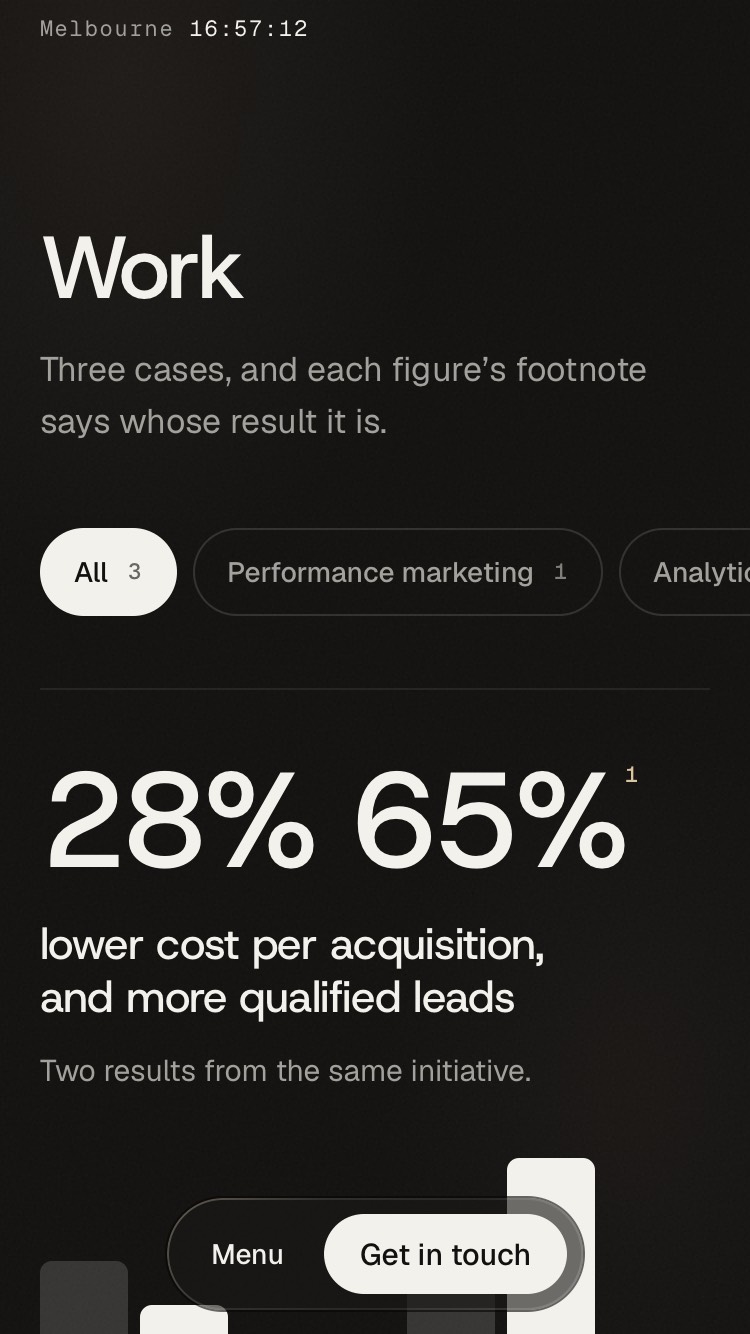 Melbourne 16:57:12
Work
Three cases, and each figure’s footnote
says whose result it is.
All 3
Performance marketing 1
28% 65% 1
lower cost per acquisition,
and more qualified leads
Two results from the same initiative.
Menu
Get in touch